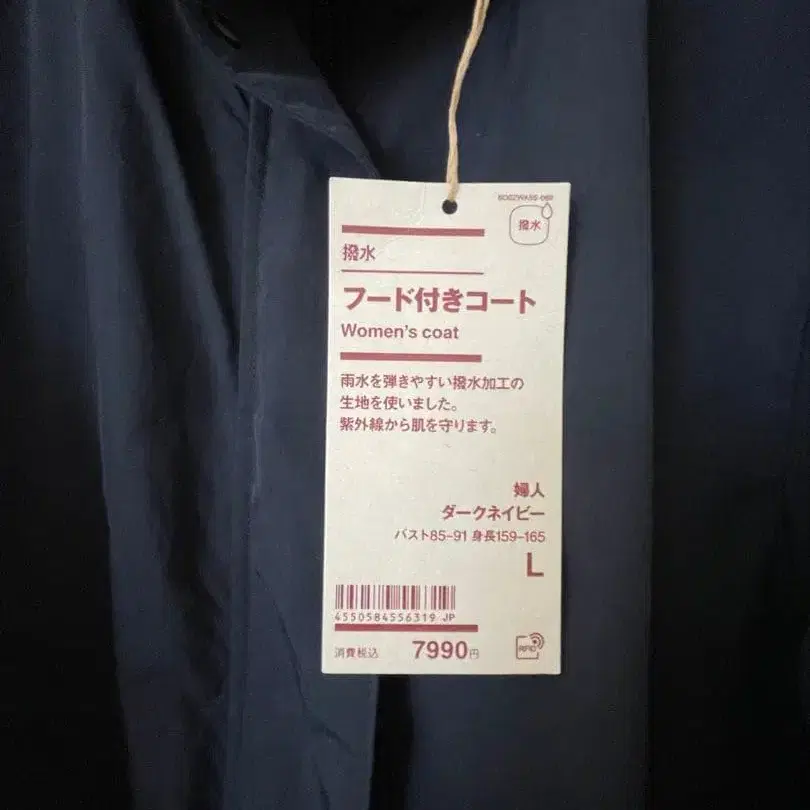 撥水
撥水
フード付きコート
Women's coat
雨水を弾きやすい撥水加工の
生地を使いました。
紫外線から肌を守ります。
婦人
ダークネイビー
バスト85-91 身長159-165
L
4550584556319 JP
消費税込 7990円
RFID